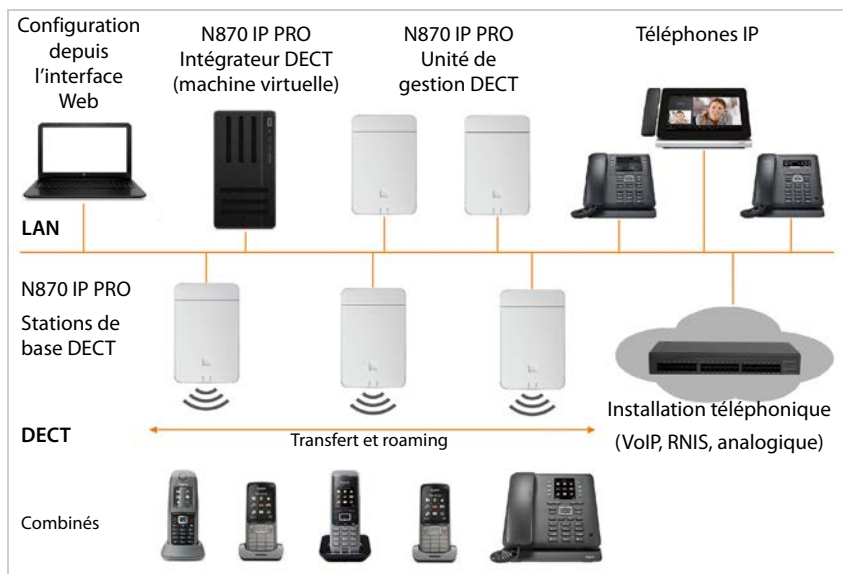 Configuration
depuis
l'interface
Web
N870 IP PRO
Intégrateur DECT
(machine virtuelle)
N870 IP PRO
Unité de
gestion DECT
Téléphones IP
LAN
N870 IP PRO
Stations de
base DECT
Installation téléphonique
(VoIP, RNIS, analogique)
DECT
Transfert et roaming
Combinés